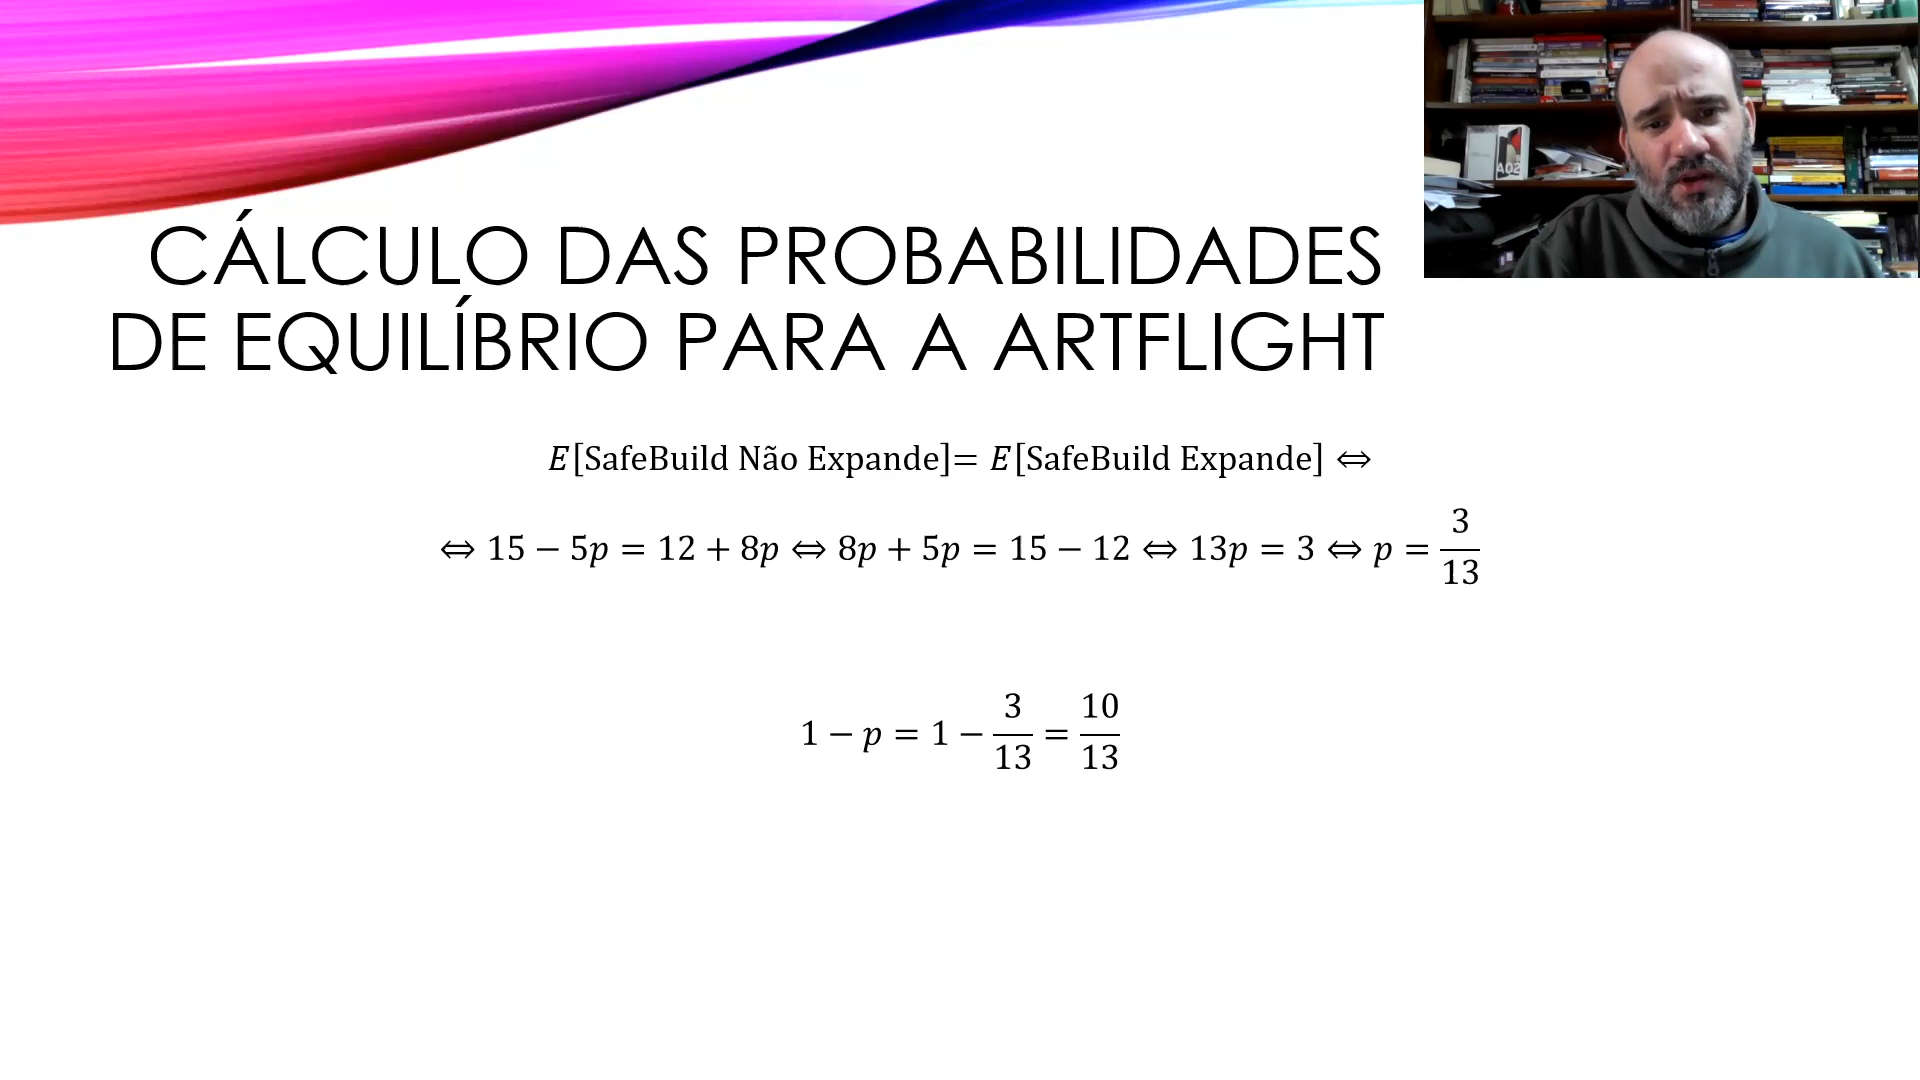 CÁLCULO DAS PROBABILIDADES
DE EQUILÍBRIO PARA A ARTFLIGHT
E[SafeBuild Não Expande]= E[SafeBuild Expande] ⇔
⇔ 15 − 5p = 12 + 8p ⇔ 8p + 5p = 15 − 12 ⇔ 13p = 3 ⇔ p = 3/13
1 − p = 1 − 3/13 = 10/13
A02